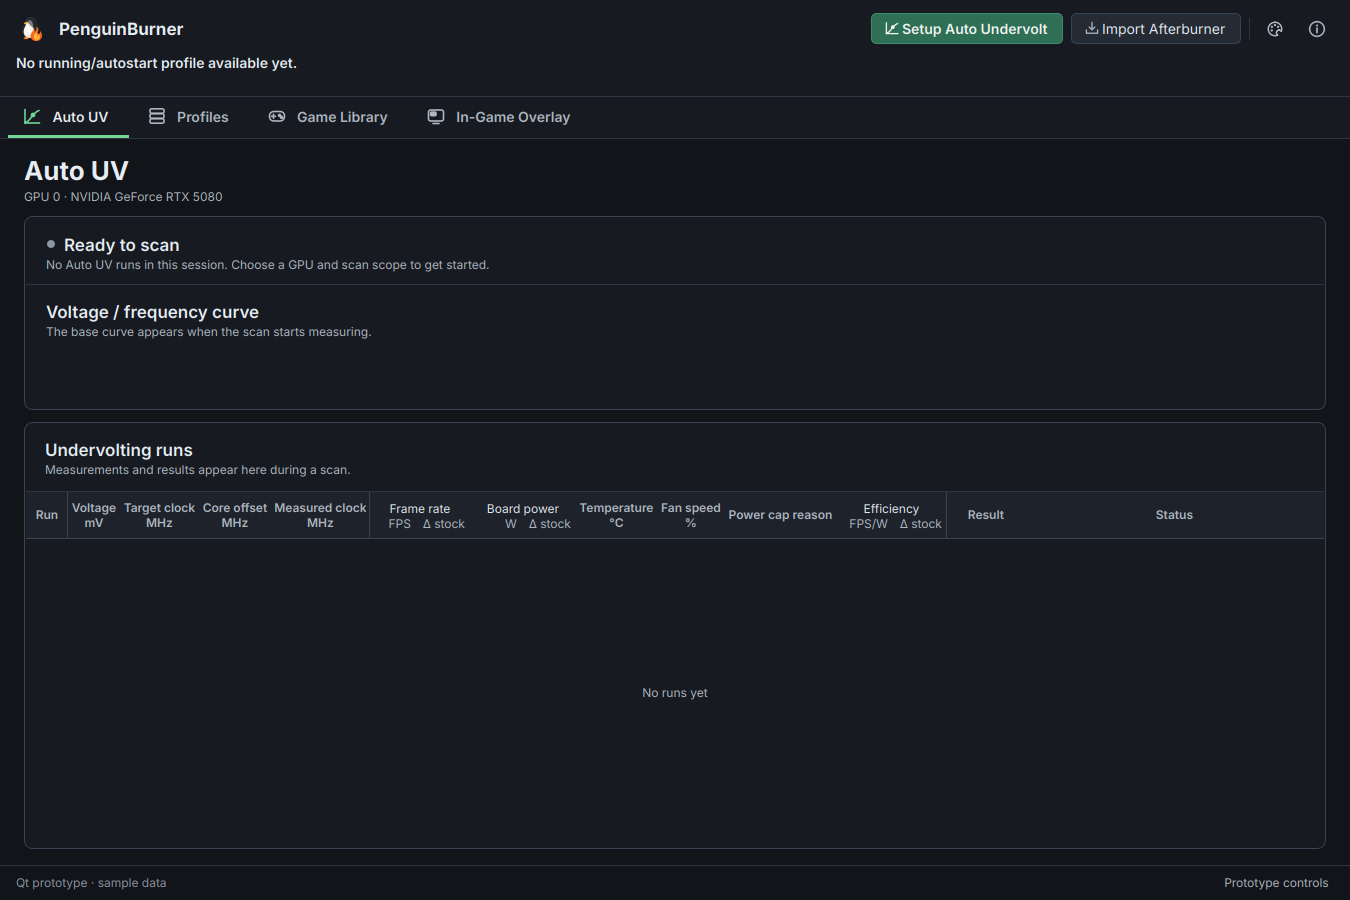 PenguinBurner
Setup Auto Undervolt
Import Afterburner
No running/autostart profile available yet.
Auto UV
Profiles
Game Library
In-Game Overlay
Auto UV
GPU 0 · NVIDIA GeForce RTX 5080
Ready to scan
No Auto UV runs in this session. Choose a GPU and scan scope to get started.
Voltage / frequency curve
The base curve appears when the scan starts measuring.
Undervolting runs
Measurements and results appear here during a scan.
Run
Voltage
mV
Target clock
MHz
Core offset
MHz
Measured clock
MHz
Frame rate
FPS Δ stock
Board power
W Δ stock
Temperature
°C
Fan speed
%
Power cap reason
Efficiency
FPS/W Δ stock
Result
Status
No runs yet
Qt prototype · sample data
Prototype controls